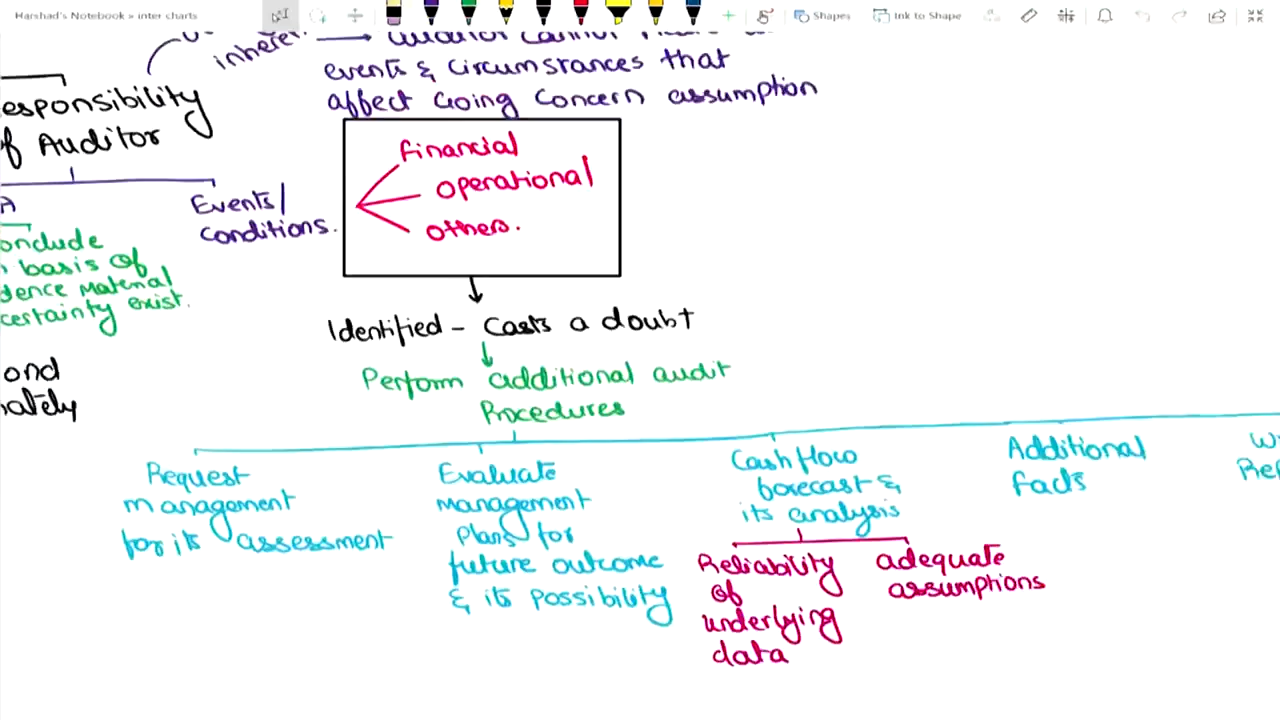 Harshad's Notebook » inter charts
Shapes
Ink to Shape
inherent
events & circumstances that
affect Going Concern assumption
esponsibility
f Auditor
A
Events/
conditions.
financial
operational
others.
onclude
basis of
dence material
certainty exist.
ond
ately
Identified - casts a doubt
Perform additional audit
Procedures
Request
management
for its assessment
Evaluate
management
plans for
future outcome
& its possibility
Cash flow
forecast &
its analysis
Reliability
of
underlying
data
adequate
assumptions
Additional
facts
W
Rep